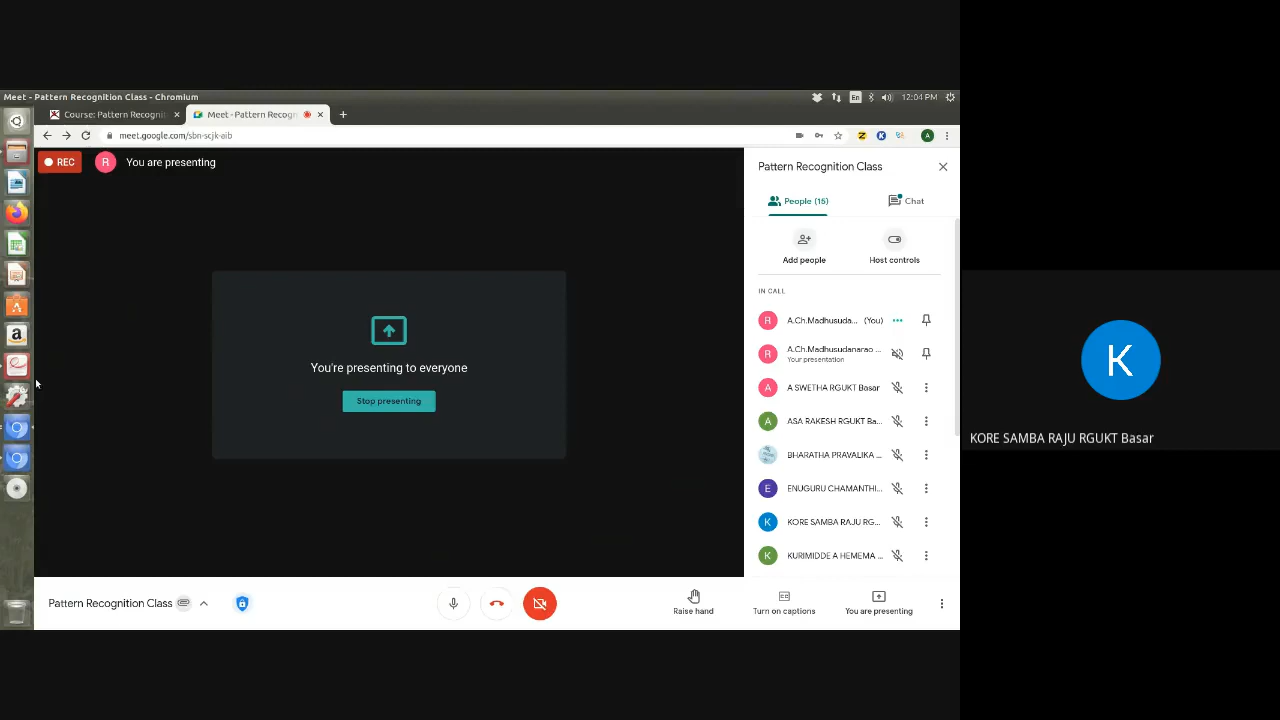 Meet - Pattern Recognition Class - Chromium
En
12:04 PM
Course: Pattern Recognit
Meet - Pattern Recogn
meet.google.com/sbn-scjk-aib
A
REC
R
You are presenting
Pattern Recognition Class
People (15)
Chat
Add people
Host controls
IN CALL
R
A.Ch.Madhusuda... (You)
R
A.Ch.Madhusudanarao ...
Your presentation
A
A SWETHA RGUKT Basar
A
ASA RAKESH RGUKT Ba...
BHARATHA PRAVALIKA ...
E
ENUGURU CHAMANTHI...
K
KORE SAMBA RAJU RG...
K
KURIMIDDE A HEMEMA ...
You're presenting to everyone
Stop presenting
Pattern Recognition Class
Raise hand
Turn on captions
You are presenting
K
KORE SAMBA RAJU RGUKT Basar